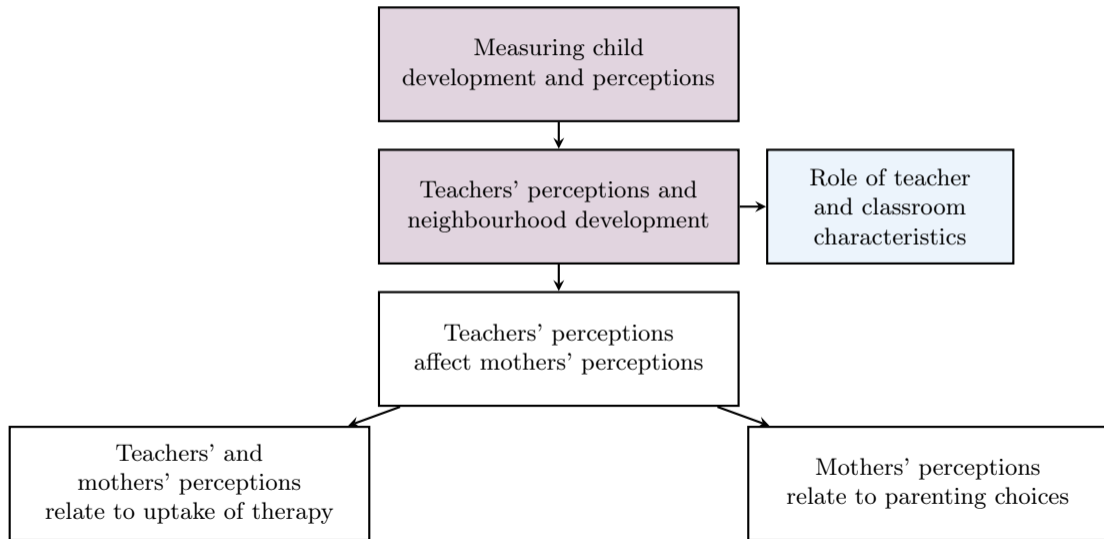 Measuring child
development and perceptions
Teachers' perceptions and
neighbourhood development
Role of teacher
and classroom
characteristics
Teachers' perceptions
affect mothers' perceptions
Teachers' and
mothers' perceptions
relate to uptake of therapy
Mothers' perceptions
relate to parenting choices